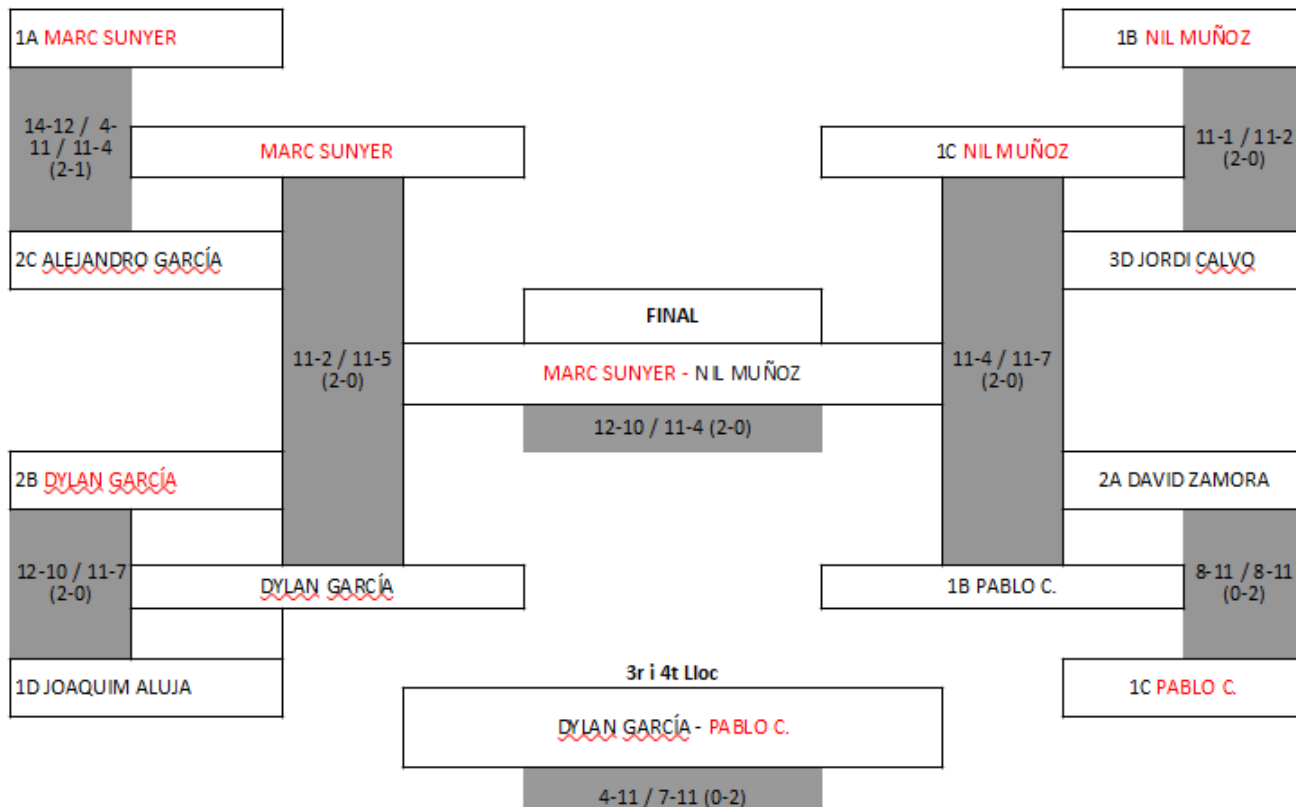 1A MARC SUNYER
1B NIL MUÑOZ
14-12 / 4-
11 / 11-4
(2-1)
MARC SUNYER
1C NIL MUÑOZ
11-1 / 11-2
(2-0)
2C ALEJANDRO GARCÍA
3D JORDI CALVO
FINAL
11-2 / 11-5
(2-0)
MARC SUNYER - NIL MUÑOZ
11-4 / 11-7
(2-0)
12-10 / 11-4 (2-0)
2B DYLAN GARCÍA
2A DAVID ZAMORA
12-10 / 11-7
(2-0)
DYLAN GARCÍA
1B PABLO C.
8-11 / 8-11
(0-2)
1D JOAQUIM ALUJA
3r i 4t Lloc
1C PABLO C.
DYLAN GARCÍA - PABLO C.
4-11 / 7-11 (0-2)